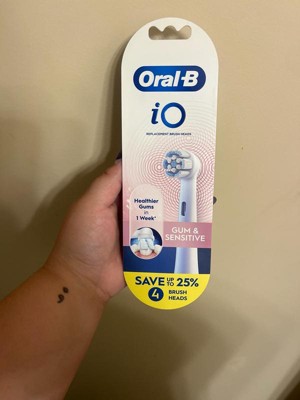 Oral-B
iO
REPLACEMENT BRUSH HEADS
Healthier
Gums
in
1 Week*
GUM &
SENSITIVE
SAVE UP TO 25%
4 BRUSH HEADS